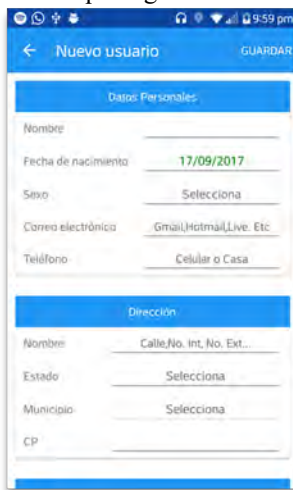 9:59 pm
Nuevo usuario GUARDAR
Datos Personales
Nombre
Fecha de nacimiento 17/09/2017
Sexo Selecciona
Correo electrónico Gmail,Hotmail,Live. Etc
Teléfono Celular o Casa
Dirección
Nombre Calle,No. Int, No. Ext...
Estado Selecciona
Municipio Selecciona
CP